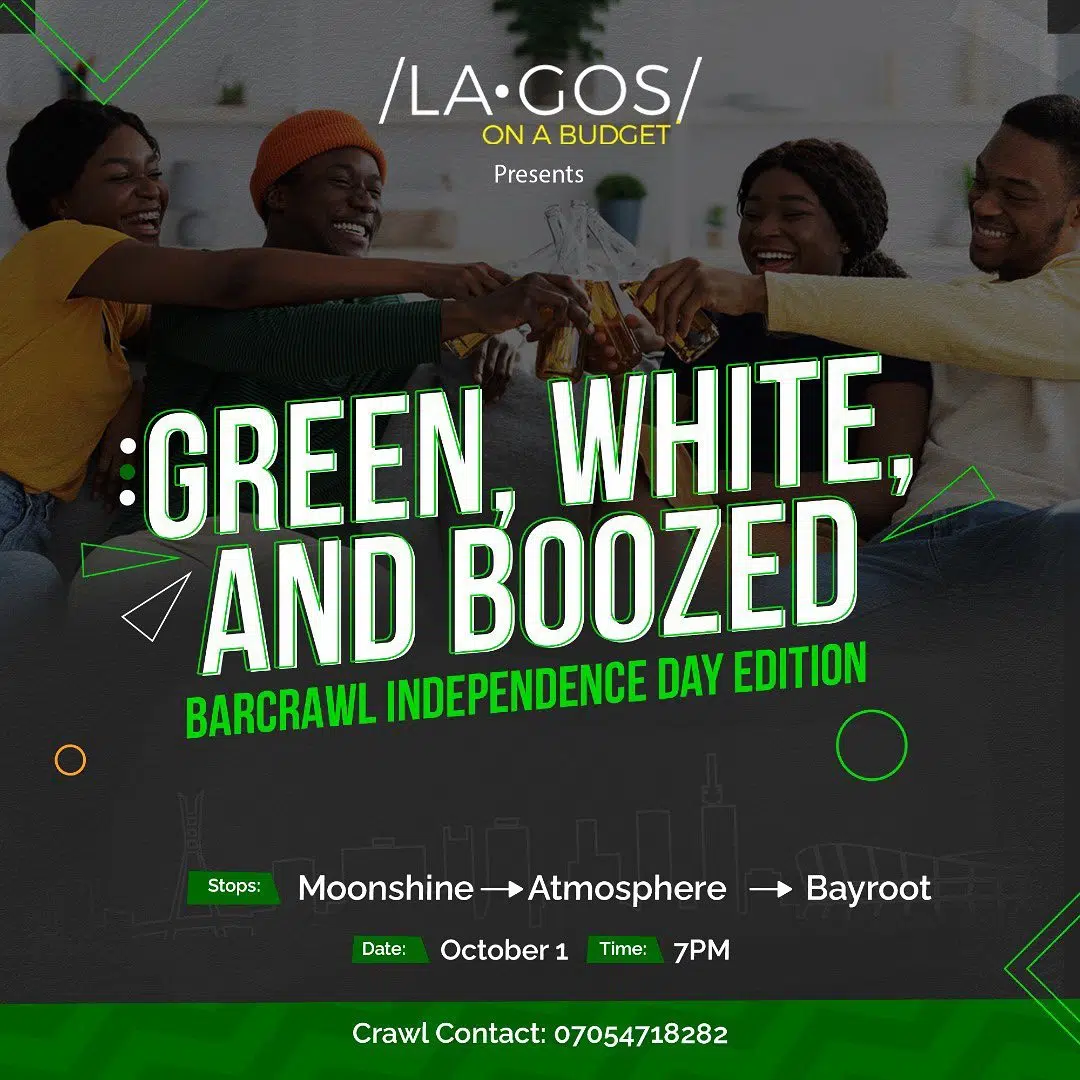 /LA•GOS/
ON A BUDGET
Presents
GREEN, WHITE,
AND BOOZED
BARCRAWL INDEPENDENCE DAY EDITION
Stops: Moonshine → Atmosphere → Bayroot
Date: October 1 Time: 7PM
Crawl Contact: 07054718282